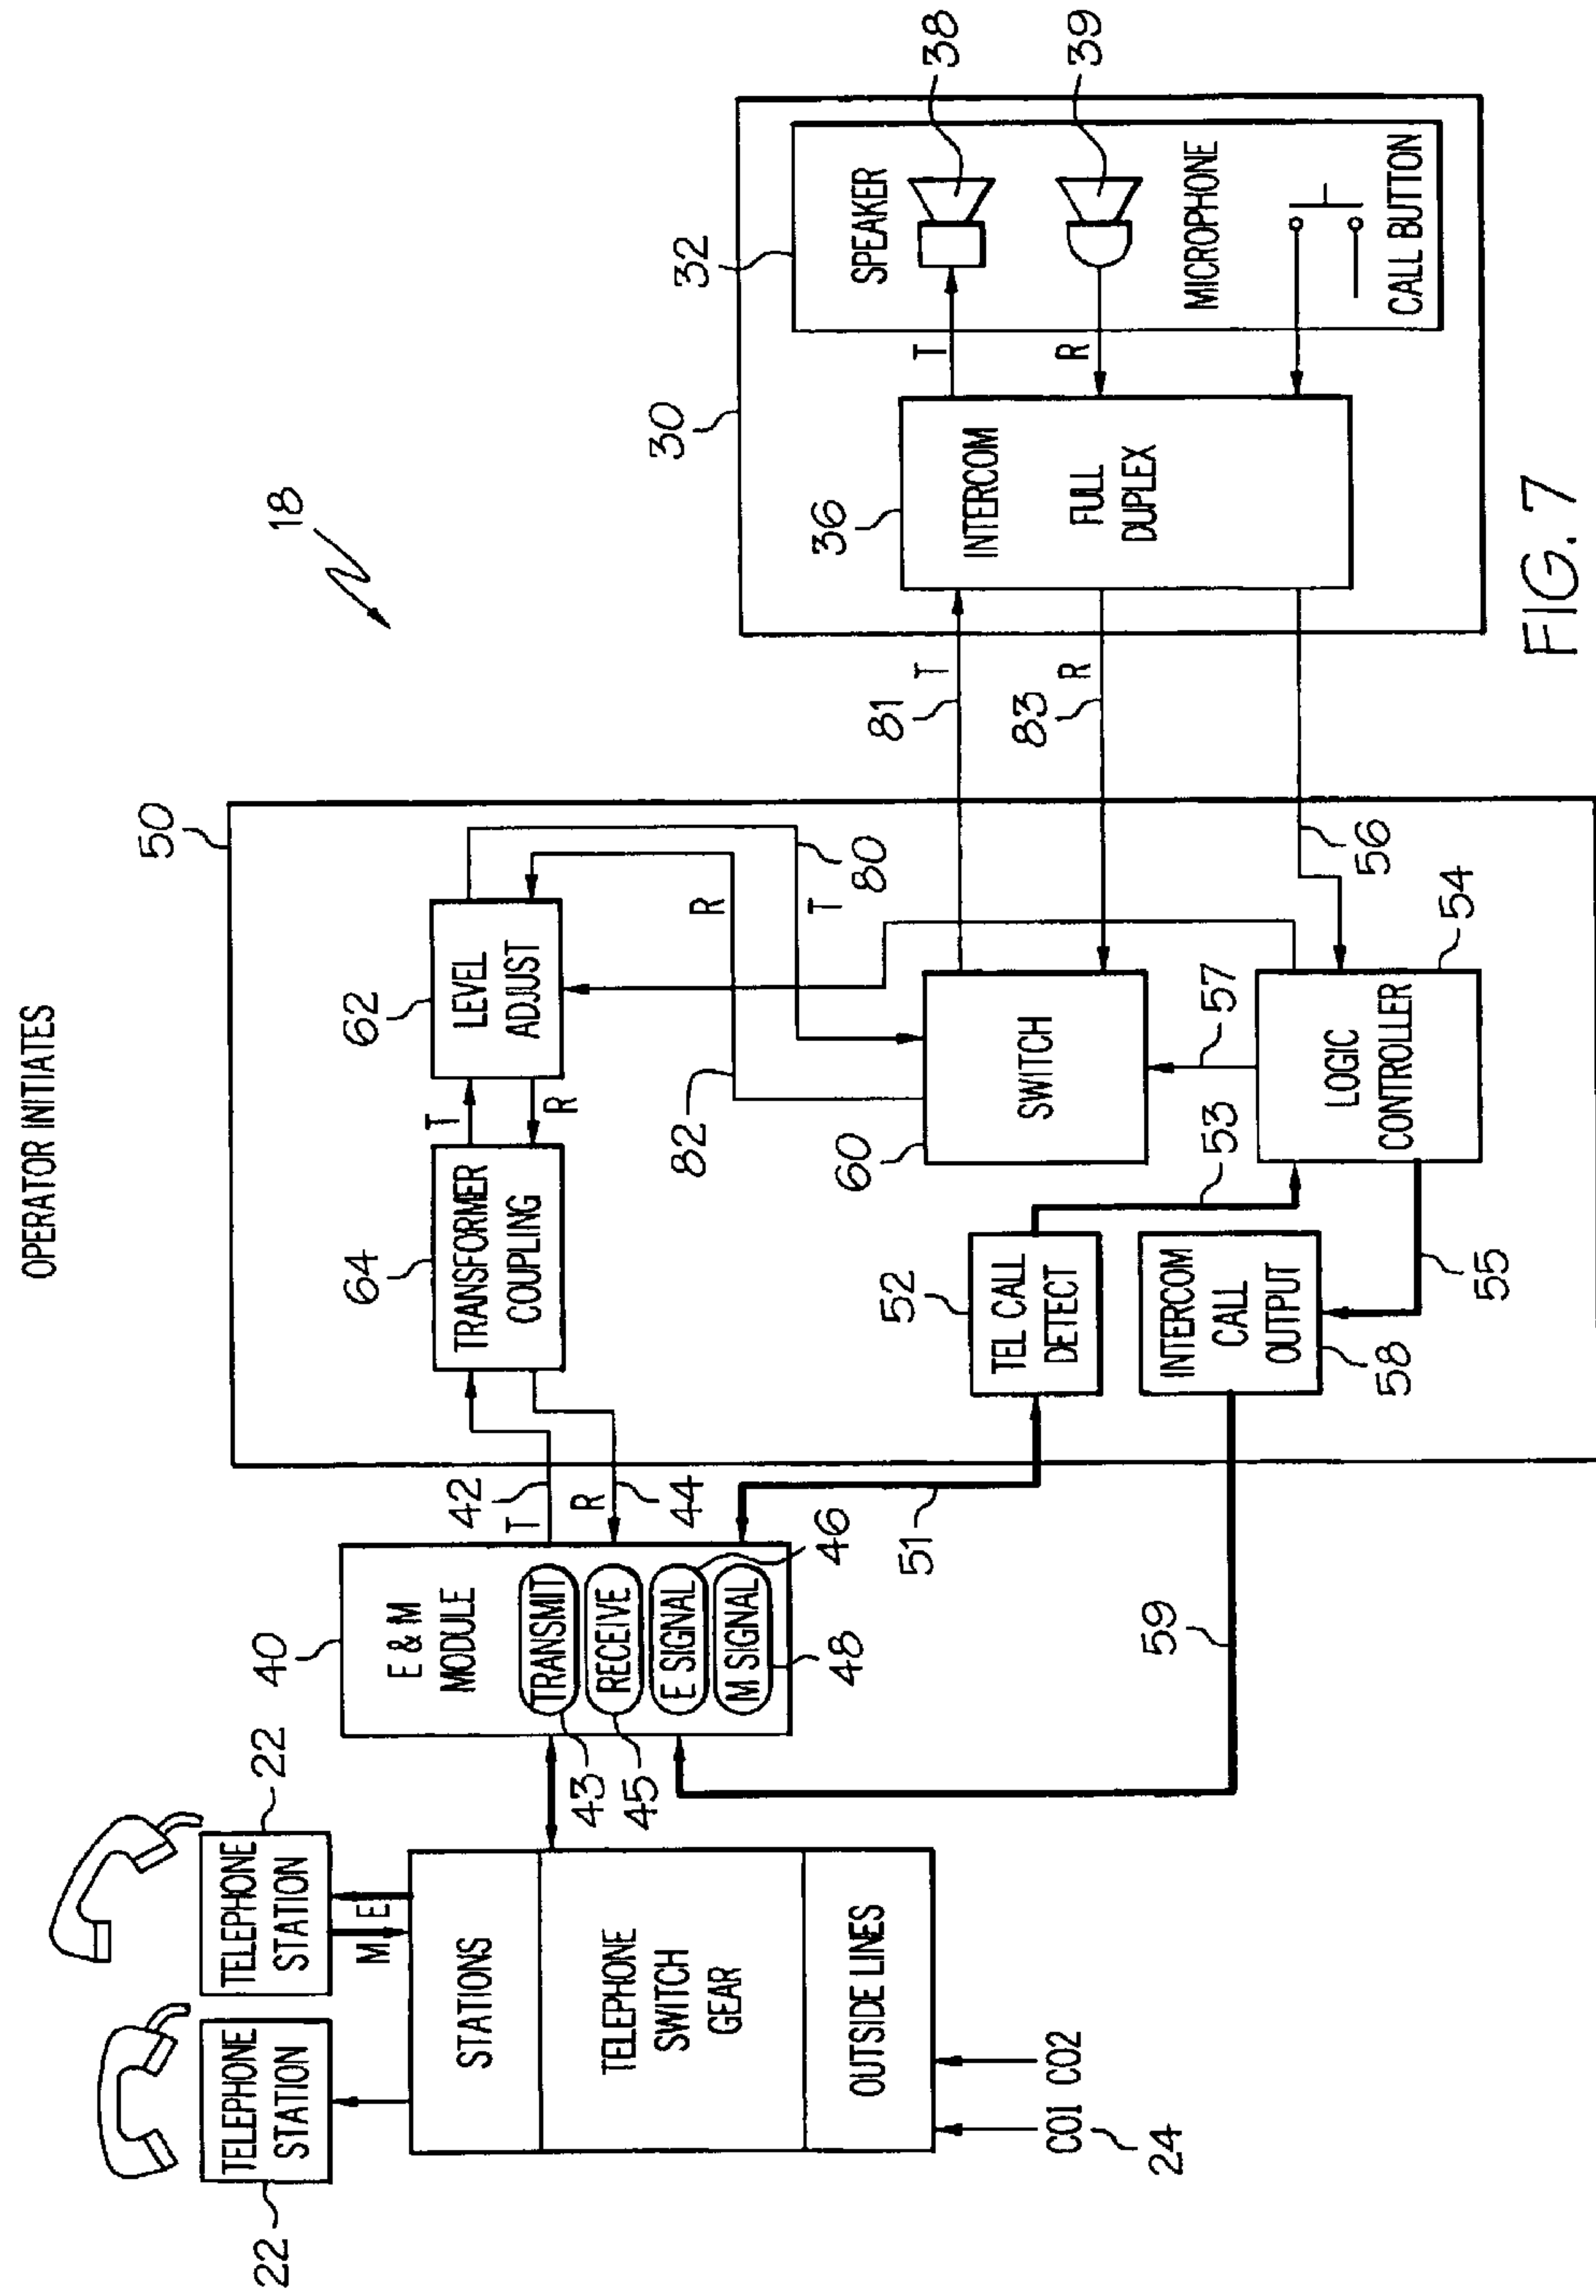 OPERATOR INITIATES
18
22
TELEPHONE
STATION
22
TELEPHONE
STATION
M
E
STATIONS
TELEPHONE
SWITCH
GEAR
OUTSIDE LINES
CO1
CO2
24
40
E & M
MODULE
TRANSMIT
RECEIVE
E SIGNAL
M SIGNAL
43
45
46
48
T
42
R
44
51
59
50
64
TRANSFORMER
COUPLING
T
R
62
LEVEL
ADJUST
R
T
80
82
60
SWITCH
52
TEL CALL
DETECT
53
57
INTERCOM
CALL
OUTPUT
58
55
LOGIC
CONTROLLER
54
56
81
T
83
R
30
36
INTERCOM
FULL
DUPLEX
T
R
32
SPEAKER
38
39
MICROPHONE
CALL BUTTON
FIG. 7